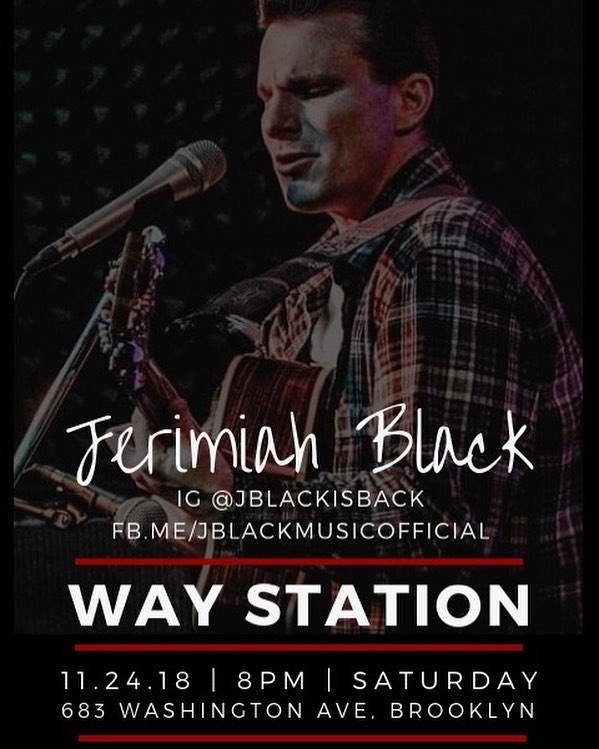 Jerimiah Black
IG @JBLACKISBACK
FB.ME/JBLACKMUSICOFFICIAL
WAY STATION
11.24.18 | 8PM | SATURDAY
683 WASHINGTON AVE, BROOKLYN